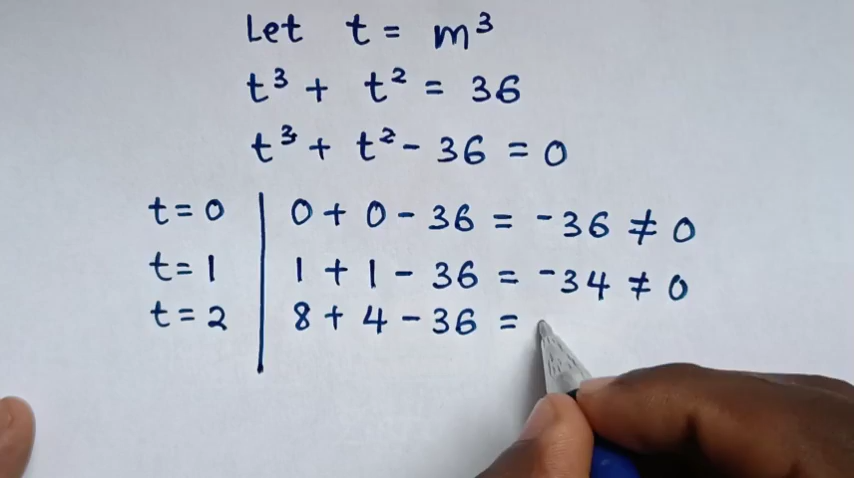 Let t = m³
t³ + t² = 36
t³ + t² - 36 = 0
t = 0 | 0 + 0 - 36 = -36 ≠ 0
t = 1 | 1 + 1 - 36 = -34 ≠ 0
t = 2 | 8 + 4 - 36 =